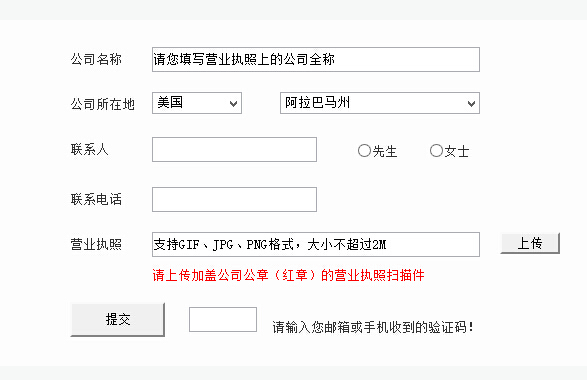 公司名称 请您填写营业执照上的公司全称
公司所在地 美国 阿拉巴马州
联系人 先生 女士
联系电话
营业执照 支持GIF、JPG、PNG格式，大小不超过2M 上传
请上传加盖公司公章（红章）的营业执照扫描件
提交 请输入您邮箱或手机收到的验证码！